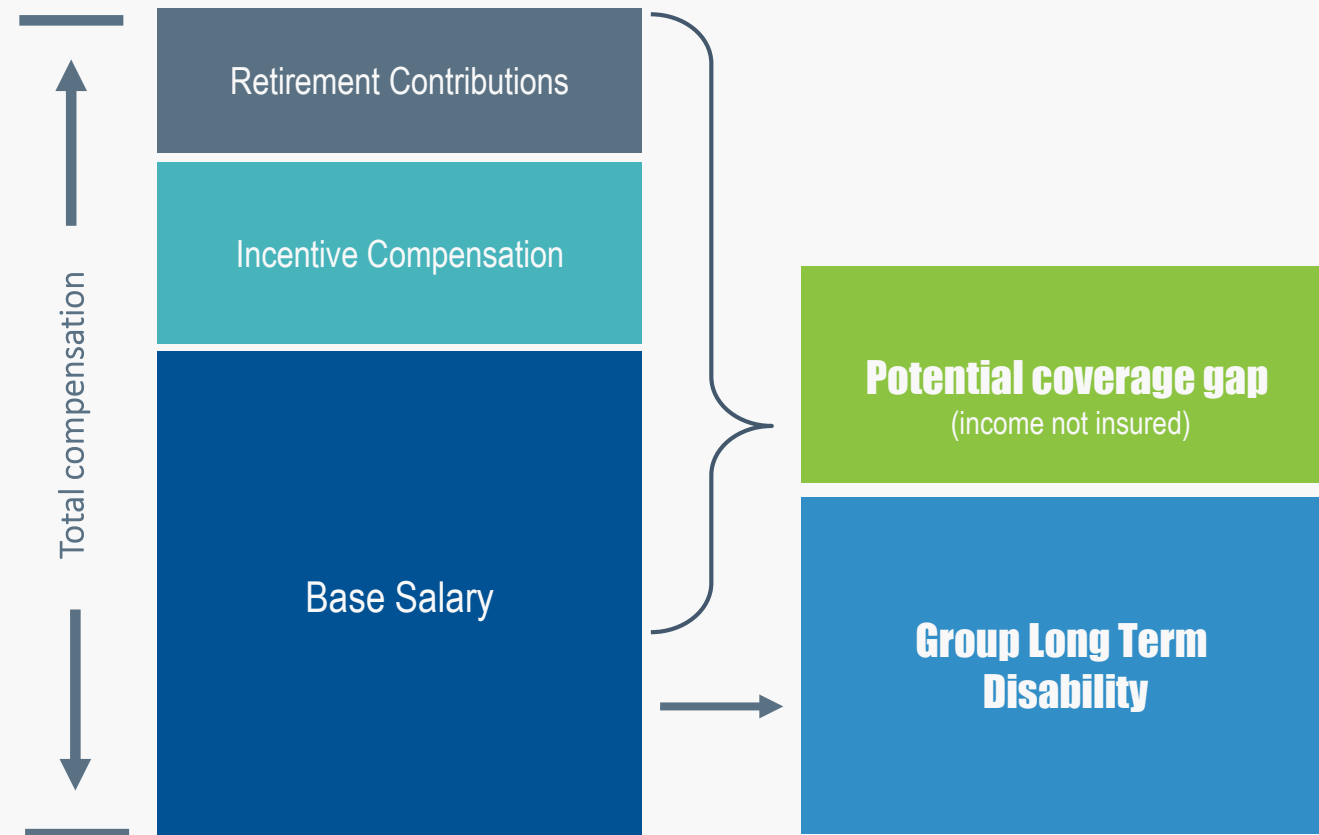 Total compensation
Retirement Contributions
Incentive Compensation
Base Salary
Potential coverage gap
(income not insured)
Group Long Term
Disability